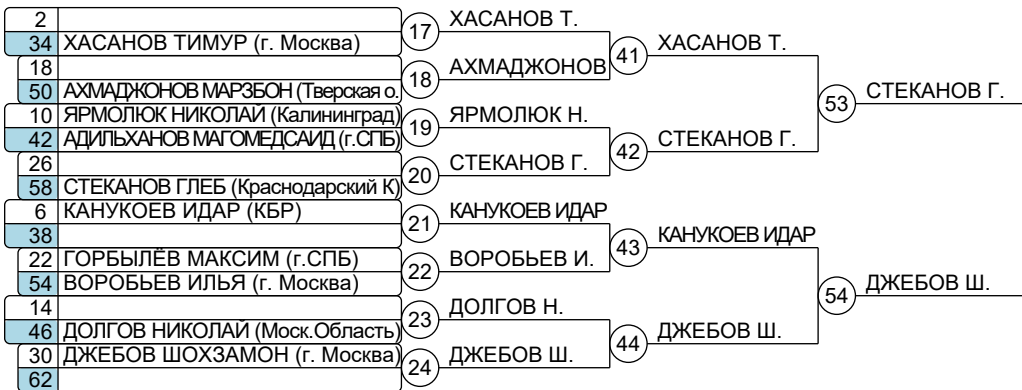 2
17
ХАСАНОВ Т.
34 ХАСАНОВ ТИМУР (г. Москва)
41
ХАСАНОВ Т.
18
18
АХМАДЖОНОВ
50 АХМАДЖОНОВ МАРЗБОН (Тверская о.
53
СТЕКАНОВ Г.
10 ЯРМОЛЮК НИКОЛАЙ (Калининград)
19
ЯРМОЛЮК Н.
42 АДИЛЬХАНОВ МАГОМЕДСАИД (г.СПБ)
42
СТЕКАНОВ Г.
26
20
СТЕКАНОВ Г.
58 СТЕКАНОВ ГЛЕБ (Краснодарский К)
6 КАНУКОЕВ ИДАР (КБР)
21
КАНУКОЕВ ИДАР
38
43
КАНУКОЕВ ИДАР
22 ГОРБЫЛЁВ МАКСИМ (г.СПБ)
22
ВОРОБЬЕВ И.
54 ВОРОБЬЕВ ИЛЬЯ (г. Москва)
54
ДЖЕБОВ Ш.
14
23
ДОЛГОВ Н.
46 ДОЛГОВ НИКОЛАЙ (Моск.Область)
44
ДЖЕБОВ Ш.
30 ДЖЕБОВ ШОХЗАМОН (г. Москва)
24
ДЖЕБОВ Ш.
62